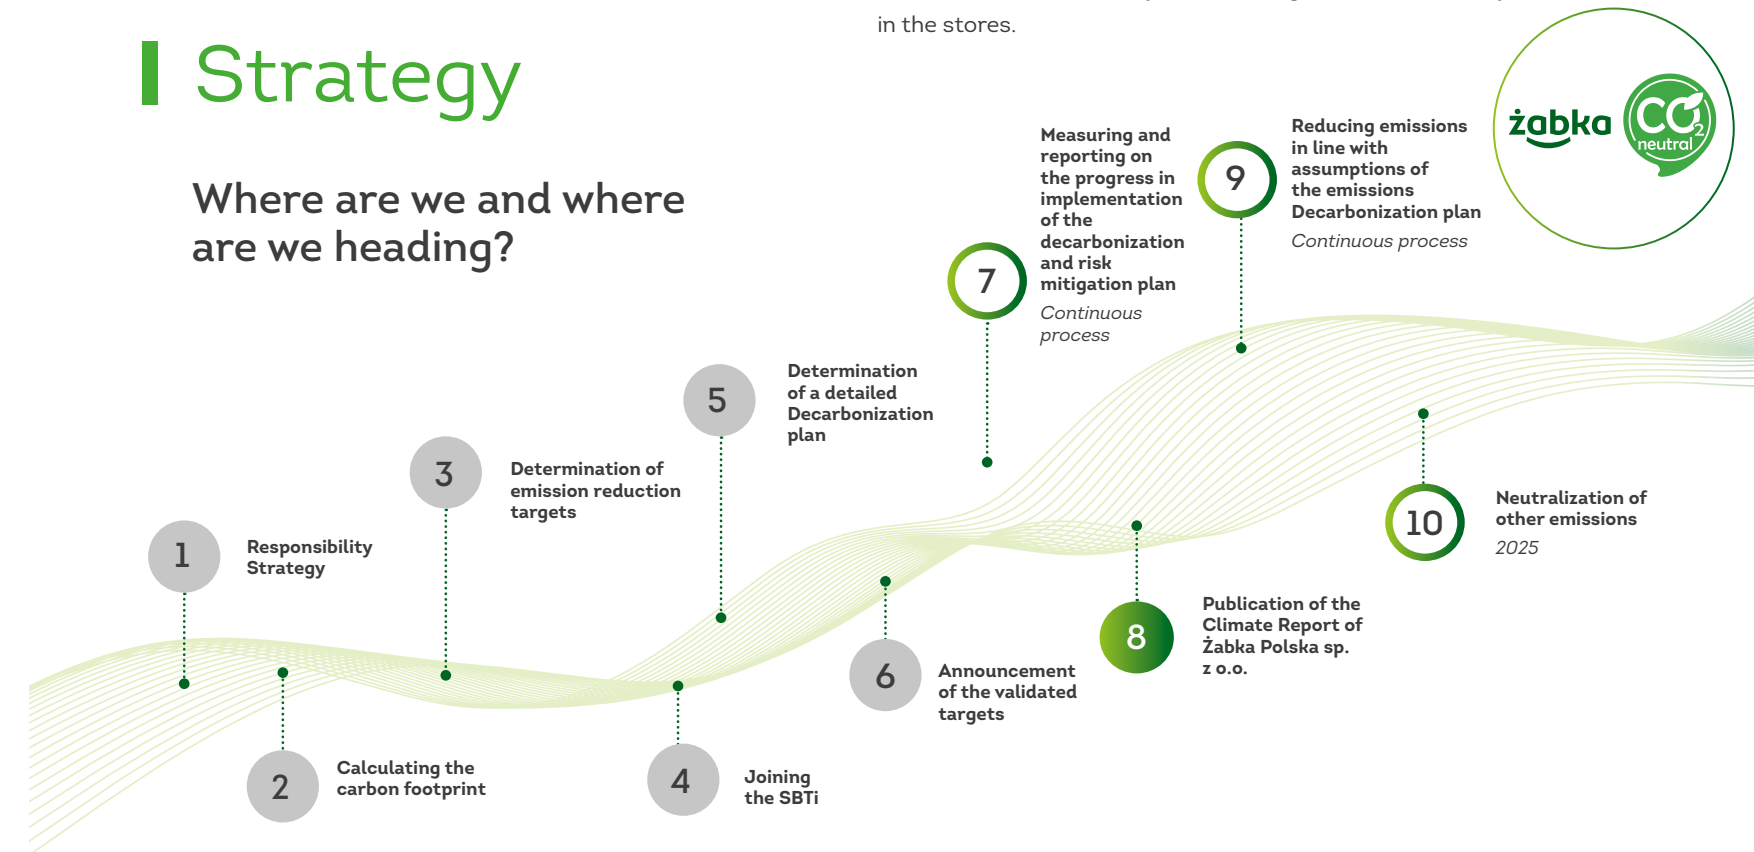 in the stores.
Strategy
Where are we and where
are we heading?
1
Responsibility
Strategy
2
Calculating the
carbon footprint
3
Determination of
emission reduction
targets
4
Joining
the SBTi
5
Determination
of a detailed
Decarbonization
plan
6
Announcement
of the validated
targets
7
Measuring and
reporting on
the progress in
implementation
of the
decarbonization
and risk
mitigation plan
Continuous
process
8
Publication of the
Climate Report of
Żabka Polska sp.
z o.o.
9
Reducing emissions
in line with
assumptions of
the emissions
Decarbonization plan
Continuous process
10
Neutralization of
other emissions
2025
żabka
CO2
neutral